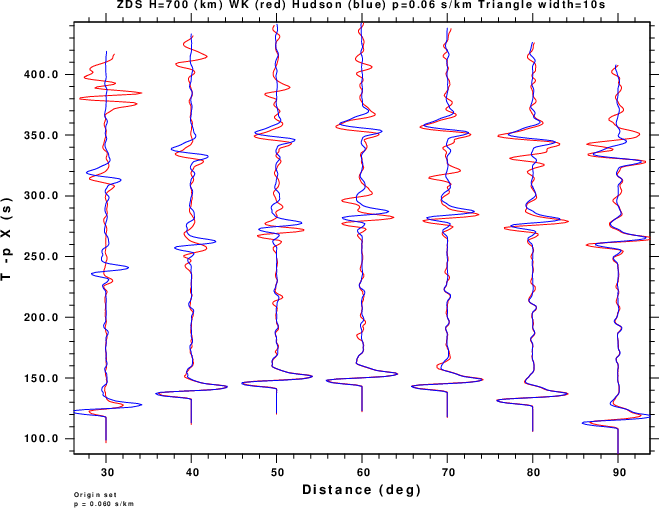 ZDS H=700 (km) WK (red) Hudson (blue) p=0.06 s/km Triangle width=10s
400.0
350.0
300.0
250.0
200.0
150.0
100.0
T -p X (s)
30 40 50 60 70 80 90
Distance (deg)
Origin set
p = 0.060 s/km